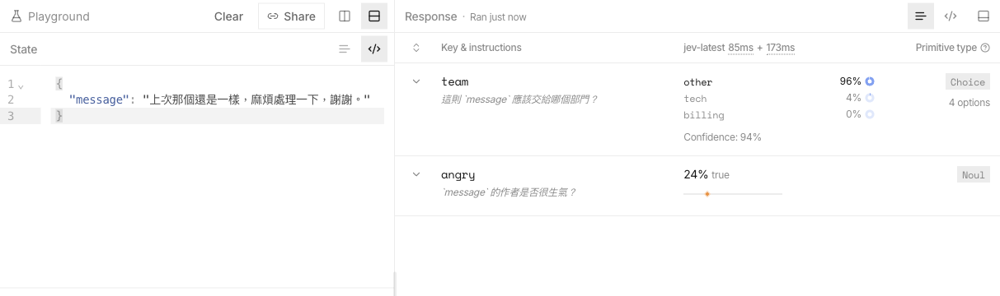 Playground
Clear
Share
State
1
{
2
"message": "上次那個還是一樣，麻煩處理一下，謝謝。"
3
}
Response · Ran just now
Key & instructions
jev-latest 85ms + 173ms
Primitive type
team
這則 `message` 應該交給哪個部門？
other 96%
tech 4%
billing 0%
Confidence: 94%
Choice
4 options
angry
`message` 的作者是否很生氣？
24% true
Noul